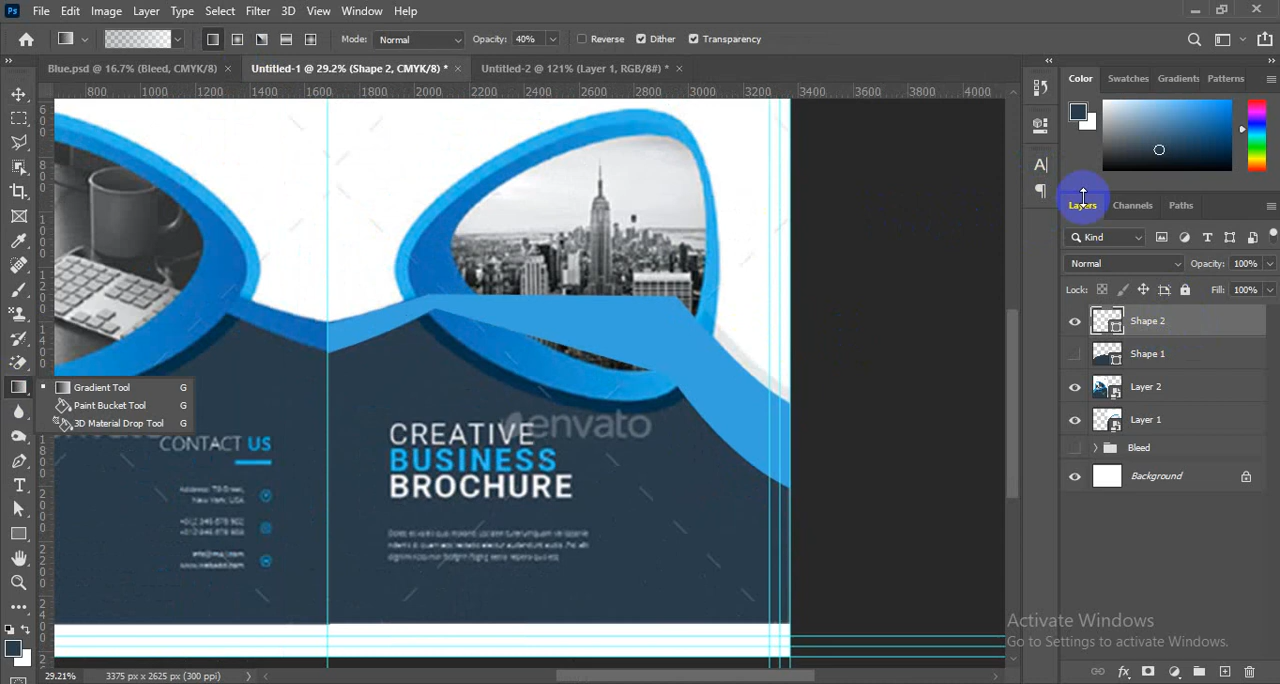 Ps File Edit Image Layer Type Select Filter 3D View Window Help
Mode: Normal Opacity: 40% Reverse Dither Transparency
Blue.psd @ 16.7% (Bleed, CMYK/8) × Untitled-1 @ 29.2% (Shape 2, CMYK/8) * × Untitled-2 @ 121% (Layer 1, RGB/8#) * ×
800 1000 1200 1400 1600 1800 2000 2200 2400 2600 2800 3000 3200 3400 3600 3800 4000
Color Swatches Gradients Patterns
Layers Channels Paths
Kind
Normal Opacity: 100%
Lock: Fill: 100%
Shape 2
Shape 1
Layer 2
Layer 1
Bleed
Background
Gradient Tool G
Paint Bucket Tool G
3D Material Drop Tool G
CONTACT US
envato
CREATIVE
BUSINESS
BROCHURE
Activate Windows
Go to Settings to activate Windows.
29.21% 3375 px x 2625 px (300 ppi)